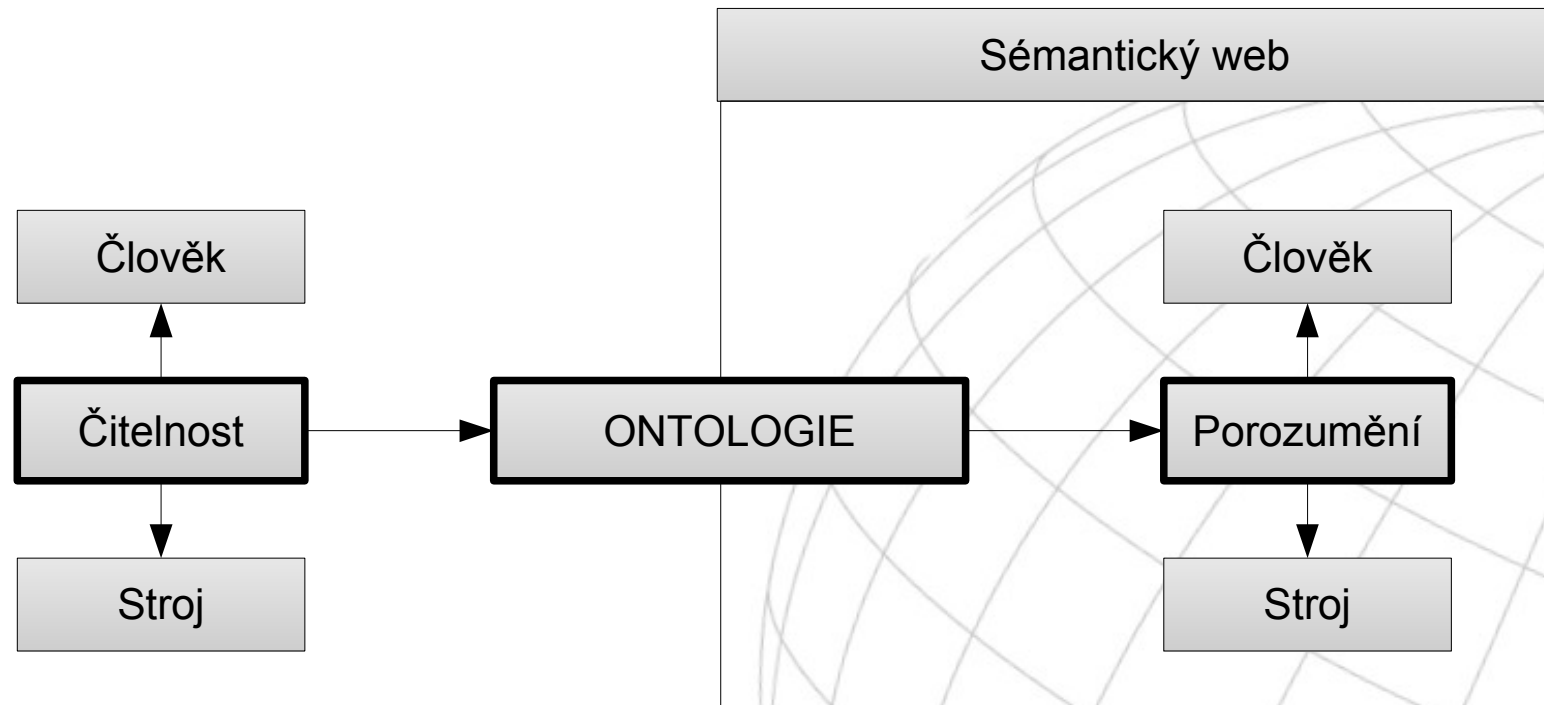 Sémantický web
Člověk
Člověk
Čitelnost
ONTOLOGIE
Porozumění
Stroj
Stroj